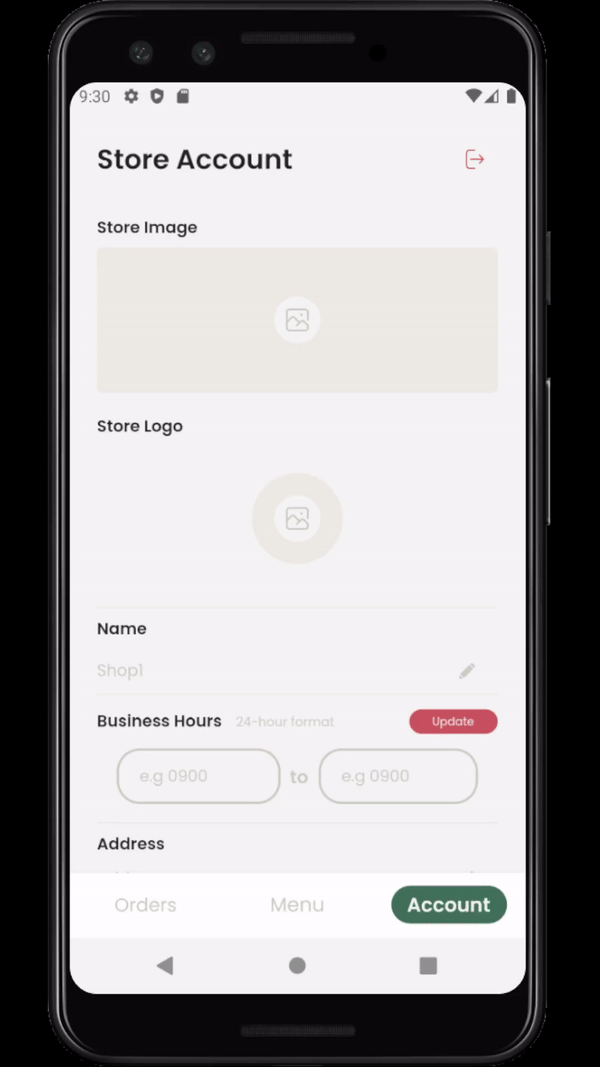 9:30
Store Account
Store Image
Store Logo
Name
Shop1
Business Hours 24-hour format Update
e.g 0900 to e.g 0900
Address
Orders Menu Account